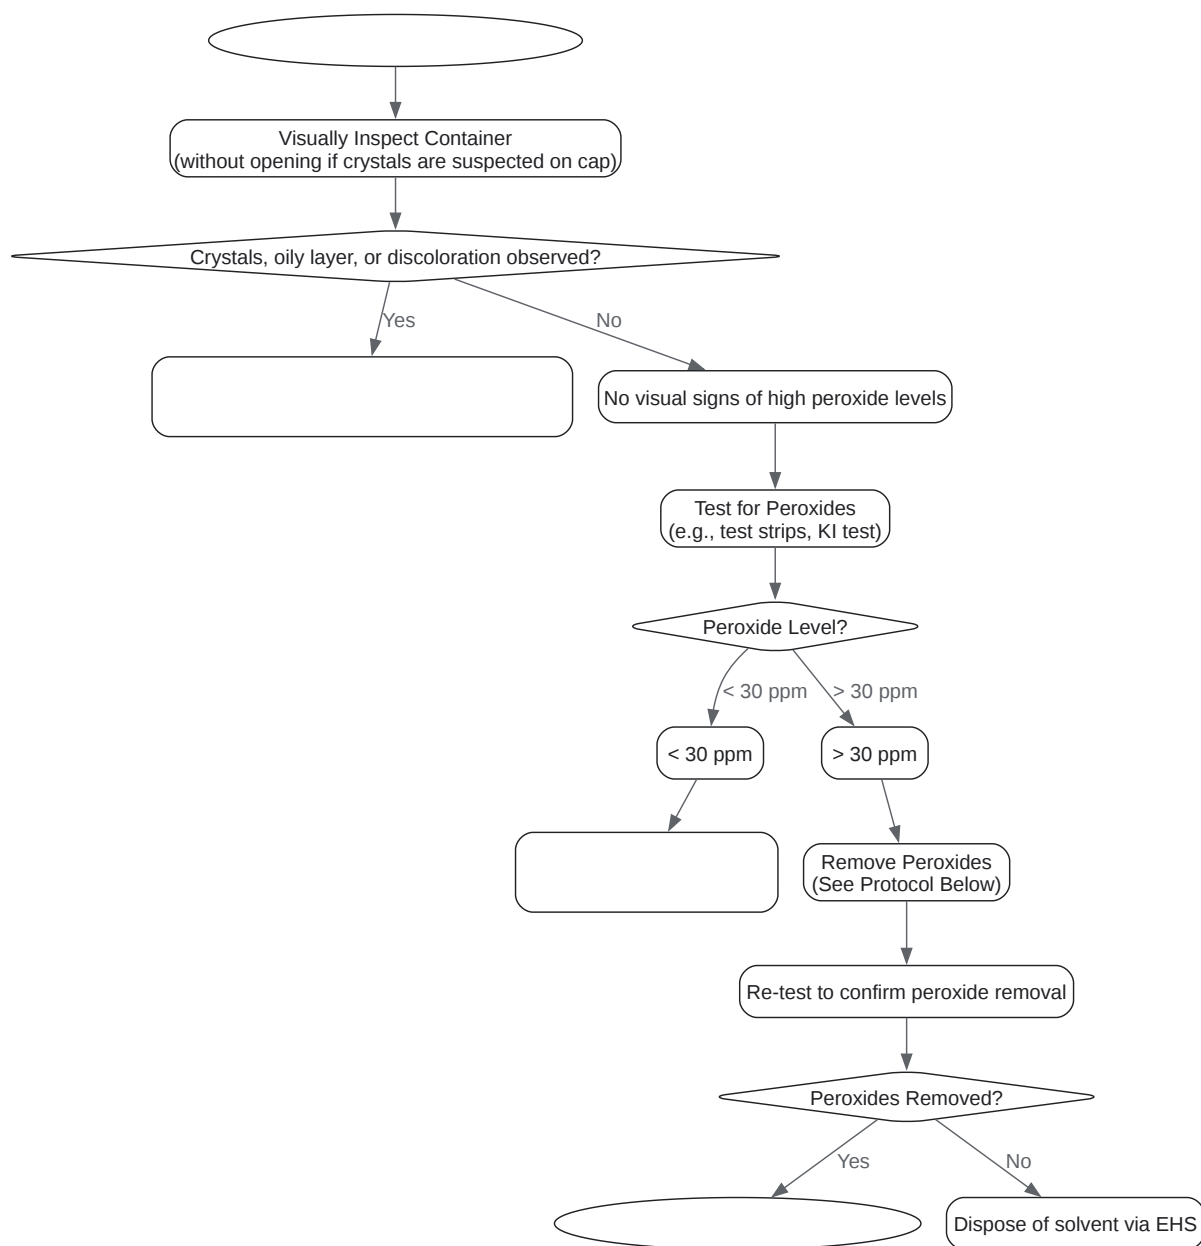 Visually Inspect Container
(without opening if crystals are suspected on cap)
Crystals, oily layer, or discoloration observed?
Yes
No
No visual signs of high peroxide levels
Test for Peroxides
(e.g., test strips, KI test)
Peroxide Level?
< 30 ppm
> 30 ppm
< 30 ppm
> 30 ppm
Remove Peroxides
(See Protocol Below)
Re-test to confirm peroxide removal
Peroxides Removed?
Yes
No
Dispose of solvent via EHS